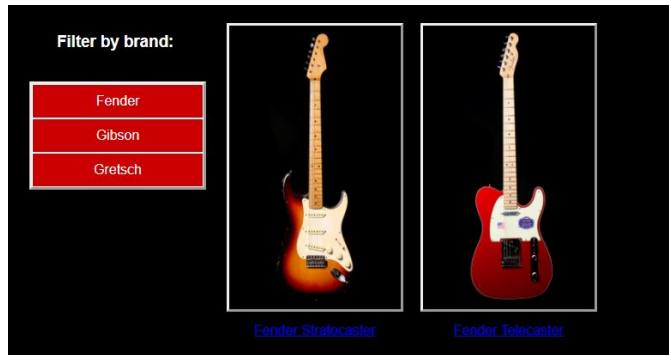 Filter by brand:
Fender
Gibson
Gretsch
Fender Stratocaster
Fender Telecaster